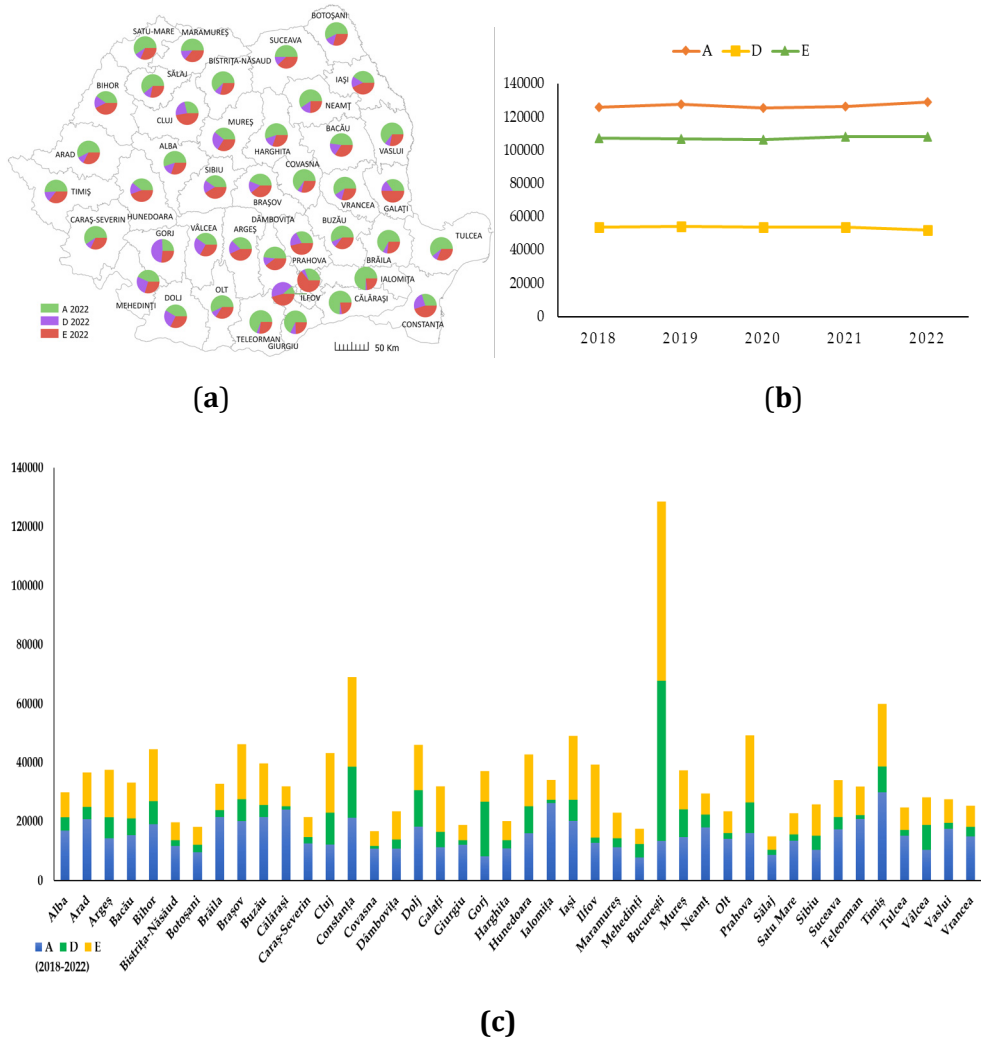 BOTOȘANI
SATU-MARE
MARAMUREȘ
SUCEAVA
BISTRIȚA-NĂSAUD
SĂLAJ
IAȘI
BIHOR
NEAMȚ
CLUJ
MUREȘ
BACĂU
ALBA
HARGHITA
VASLUI
ARAD
COVASNA
SIBIU
TIMIȘ
BRAȘOV
VRANCEA
GALAȚI
CARAȘ-SEVERIN
HUNEDOARA
DÂMBOVIȚA
BUZĂU
GORJ
VÂLCEA
ARGEȘ
TULCEA
PRAHOVA
BRĂILA
IALOMIȚA
OLT
DOLJ
ILFOV
CĂLĂRAȘI
MEHEDINȚI
CONSTANȚA
TELEORMAN
GIURGIU
A 2022
D 2022
E 2022
50 Km
(a)
A D E
140000
120000
100000
80000
60000
40000
20000
0
2018 2019 2020 2021 2022
(b)
140000
120000
100000
80000
60000
40000
20000
0
Alba
Arad
Argeș
Bacău
Bihor
Bistrița-Năsăud
Botoșani
Brăila
Brașov
Buzău
Călărași
Caraș-Severin
Cluj
Constanța
Covasna
Dâmbovița
Dolj
Galați
Giurgiu
Gorj
Harghita
Hunedoara
Ialomița
Iași
Ilfov
Maramureș
Mehedinți
București
Mureș
Neamț
Olt
Prahova
Sălaj
Satu Mare
Sibiu
Suceava
Teleorman
Timiș
Tulcea
Vâlcea
Vaslui
Vrancea
A D E
(2018-2022)
(c)